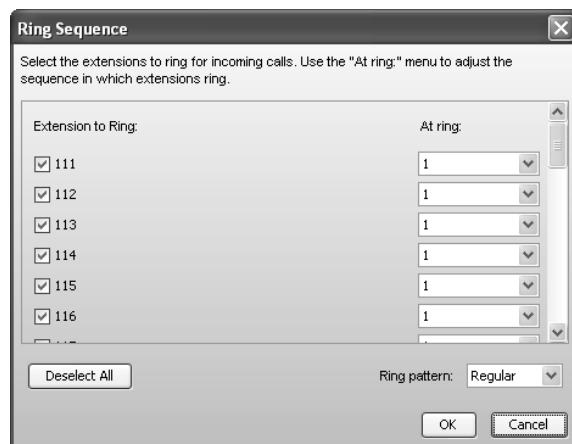 Ring Sequence
Select the extensions to ring for incoming calls. Use the "At ring:" menu to adjust the
sequence in which extensions ring.
Extension to Ring: At ring:
111 1
112 1
113 1
114 1
115 1
116 1
Deselect All Ring pattern: Regular
OK Cancel